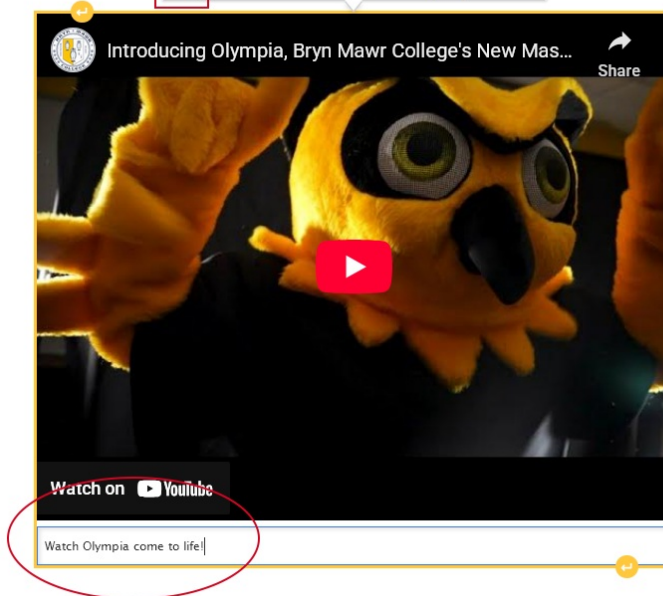 Introducing Olympia, Bryn Mawr College's New Mas...
Share
Watch on YouTube
Watch Olympia come to life!